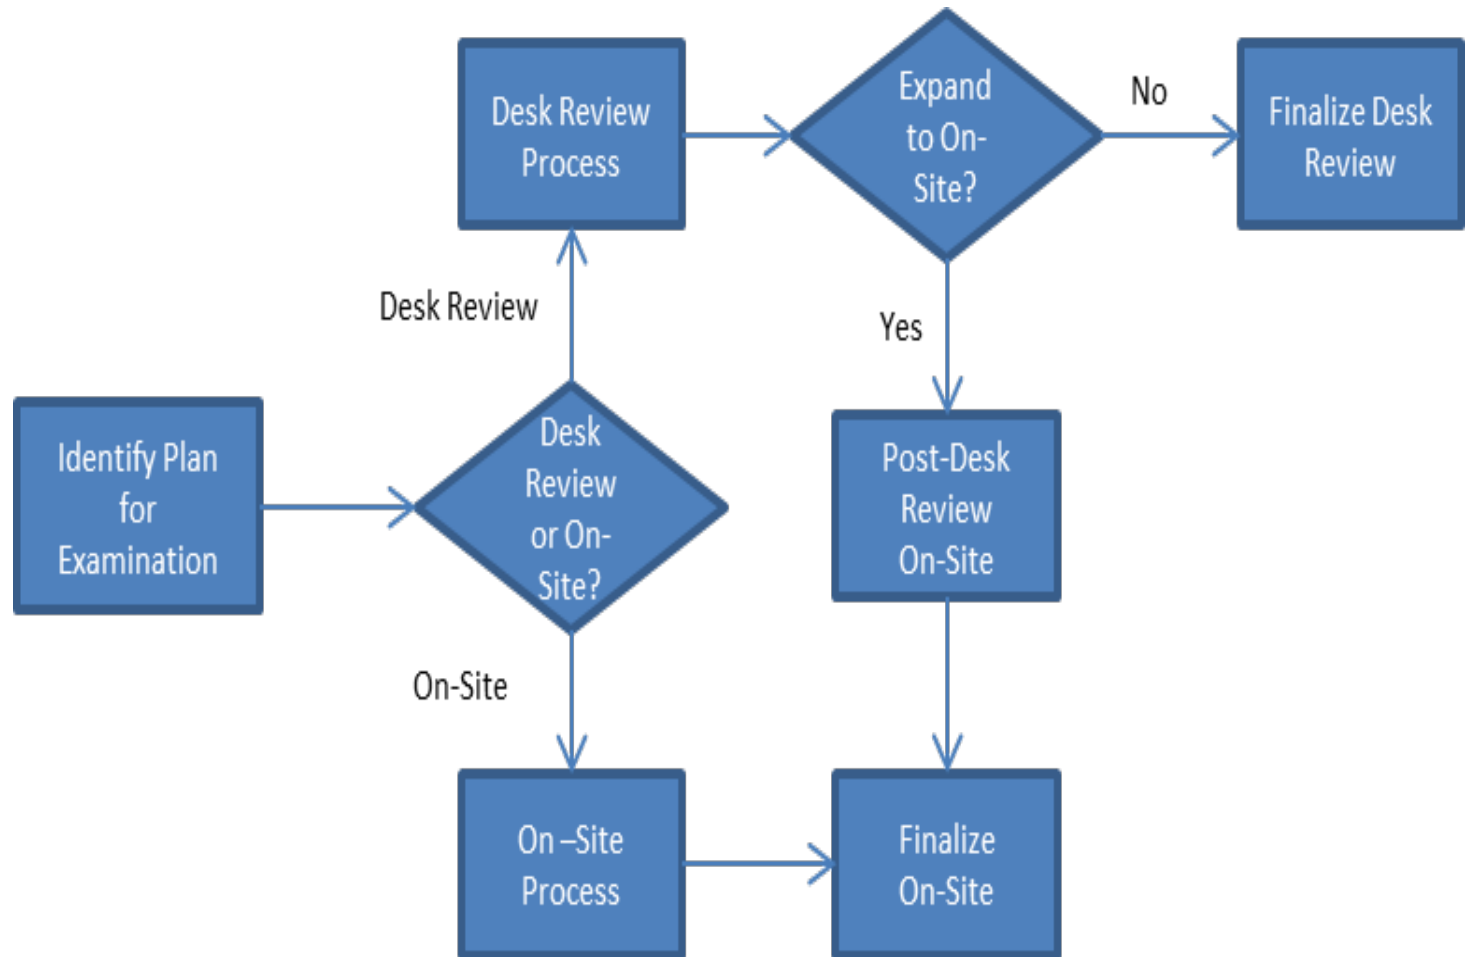 Desk Review
Process
Expand
to On-
Site?
No
Finalize Desk
Review
Desk Review
Yes
Identify Plan
for
Examination
Desk
Review
or On-
Site?
Post-Desk
Review
On-Site
On-Site
On –Site
Process
Finalize
On-Site